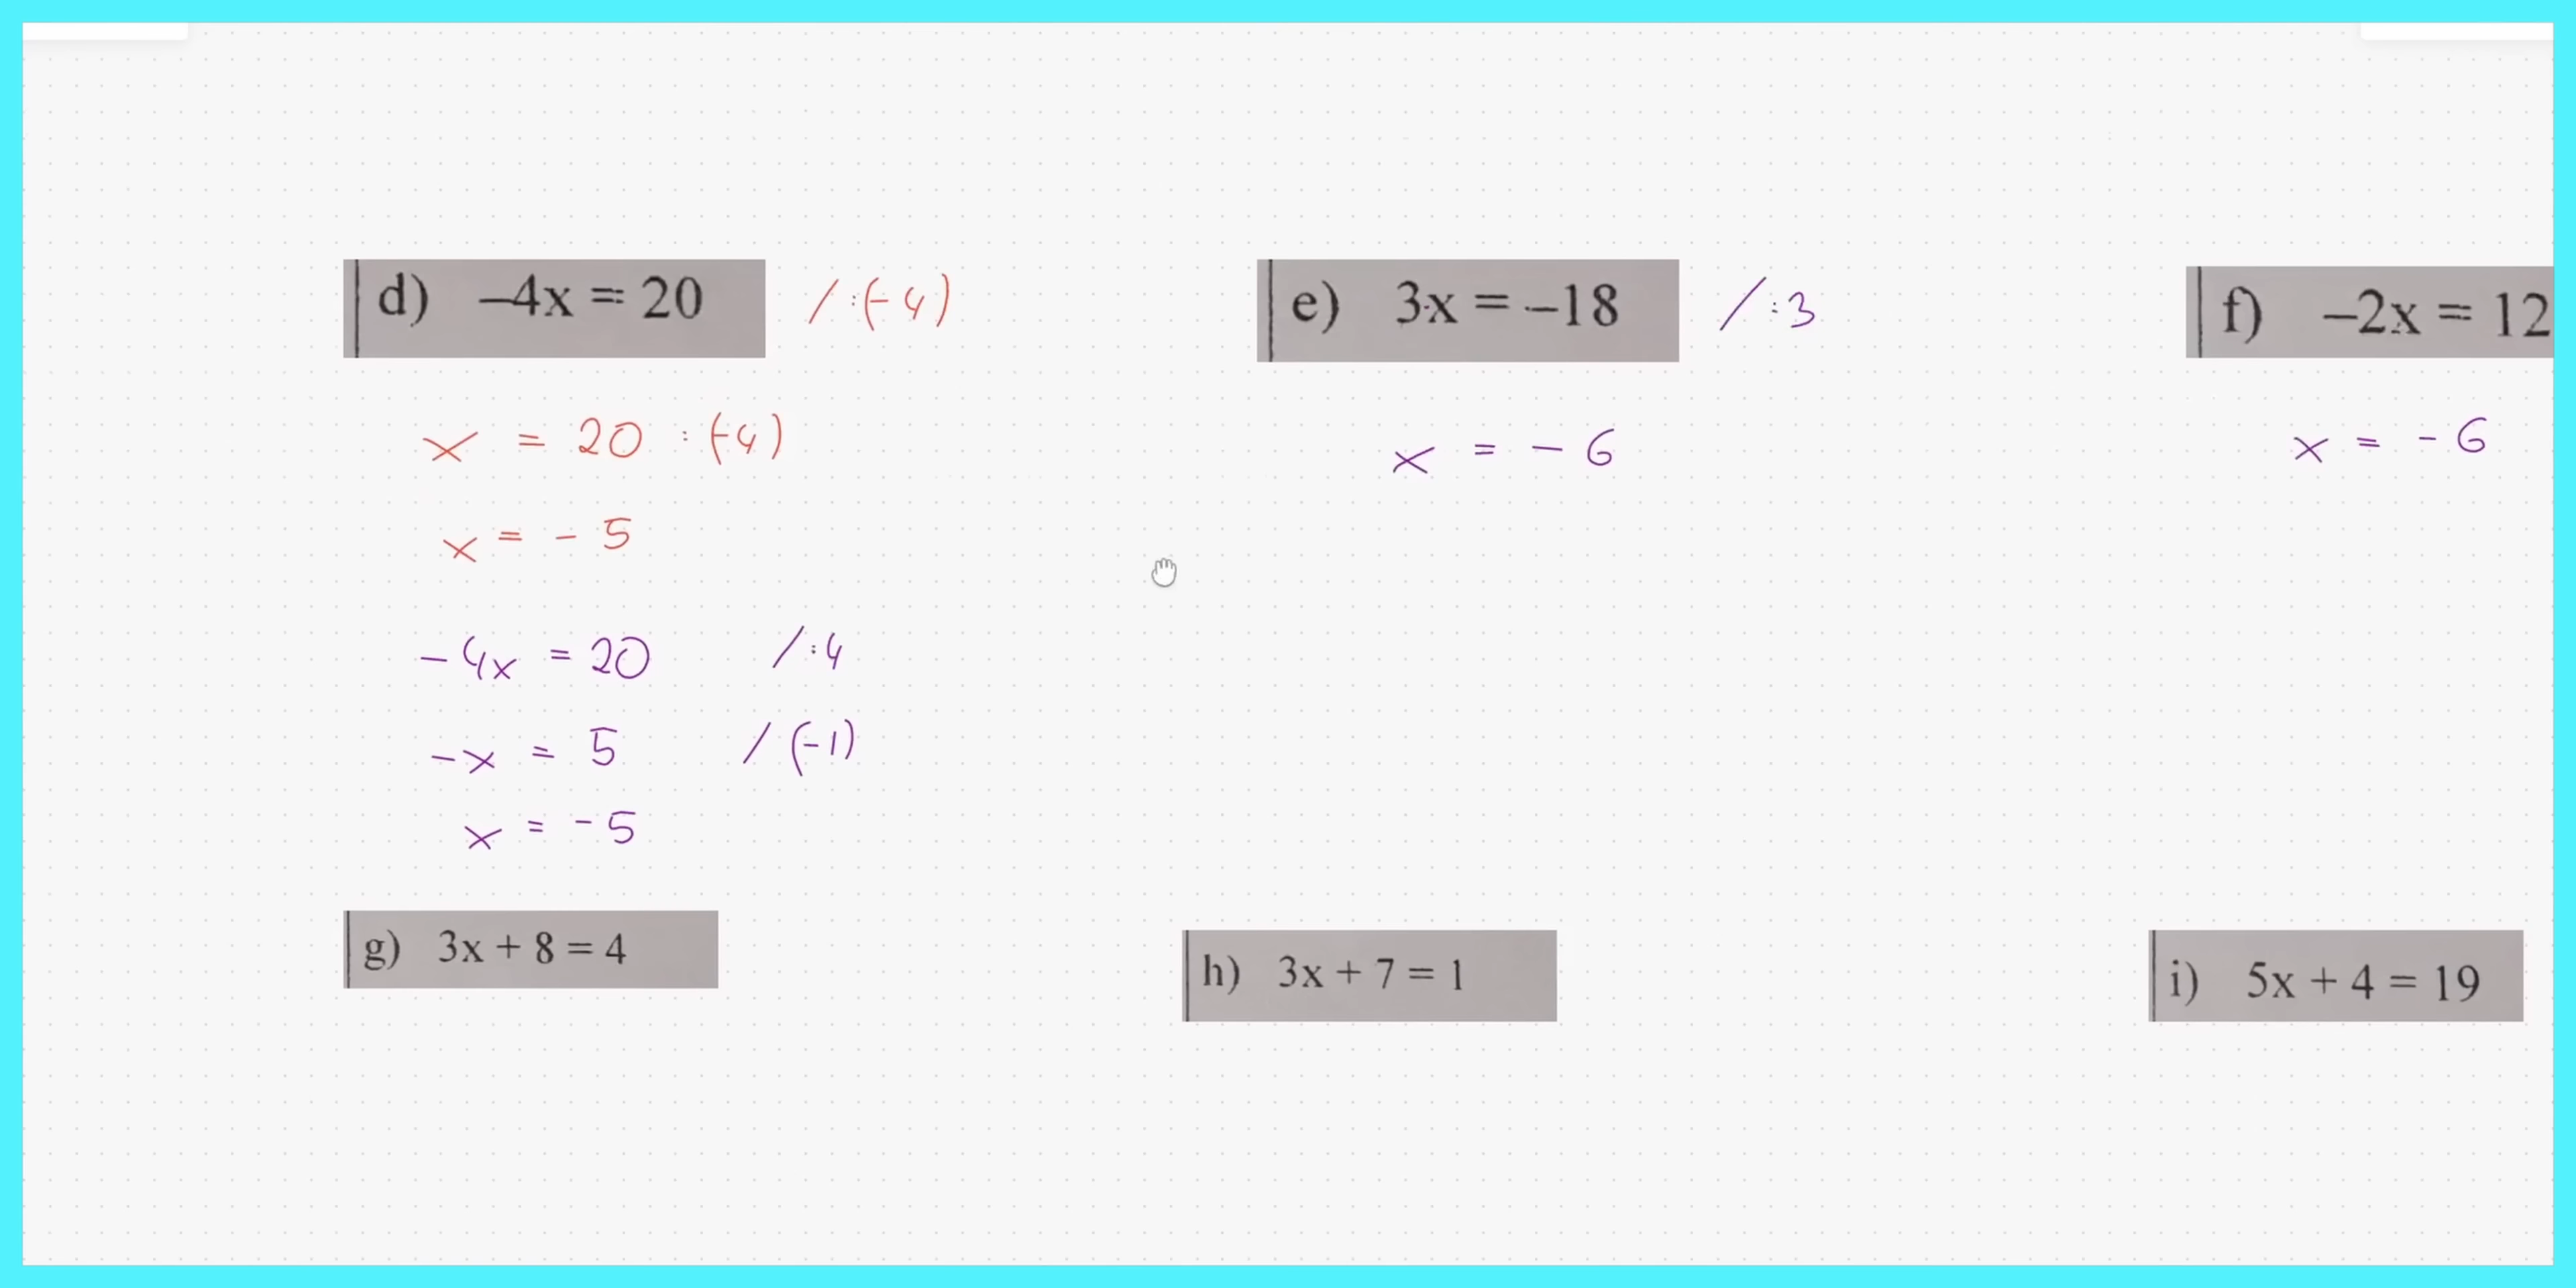 d) –4x = 20 / :(-4)
x = 20 : (-4)
x = - 5
- 4x = 20 / :4
-x = 5 / (-1)
x = -5
e) 3x = –18 / :3
x = - 6
f) –2x = 12
x = - 6
g) 3x + 8 = 4
h) 3x + 7 = 1
i) 5x + 4 = 19